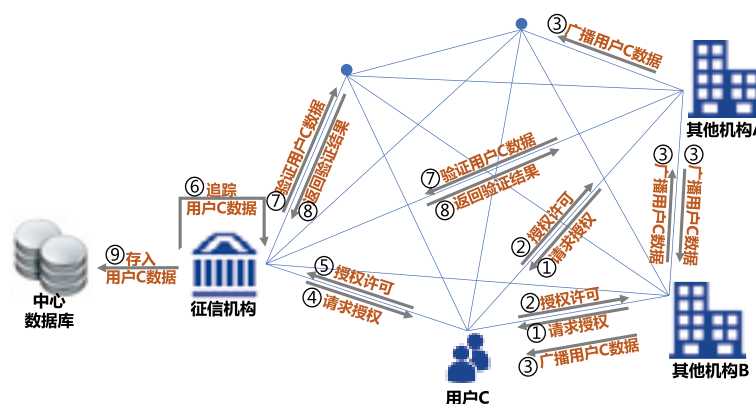 ③
广播用户C数据
其他机构A
⑦
验证用户C数据
返回验证结果
⑧
⑦验证用户C数据
⑧返回验证结果
③
广播用户C数据
③
广播用户C数据
⑥追踪
用户C数据
②
授权许可
①
请求授权
⑨存入
用户C数据
中心
数据库
征信机构
⑤授权许可
④请求授权
②授权许可
①请求授权
③广播用户C数据
其他机构B
用户C